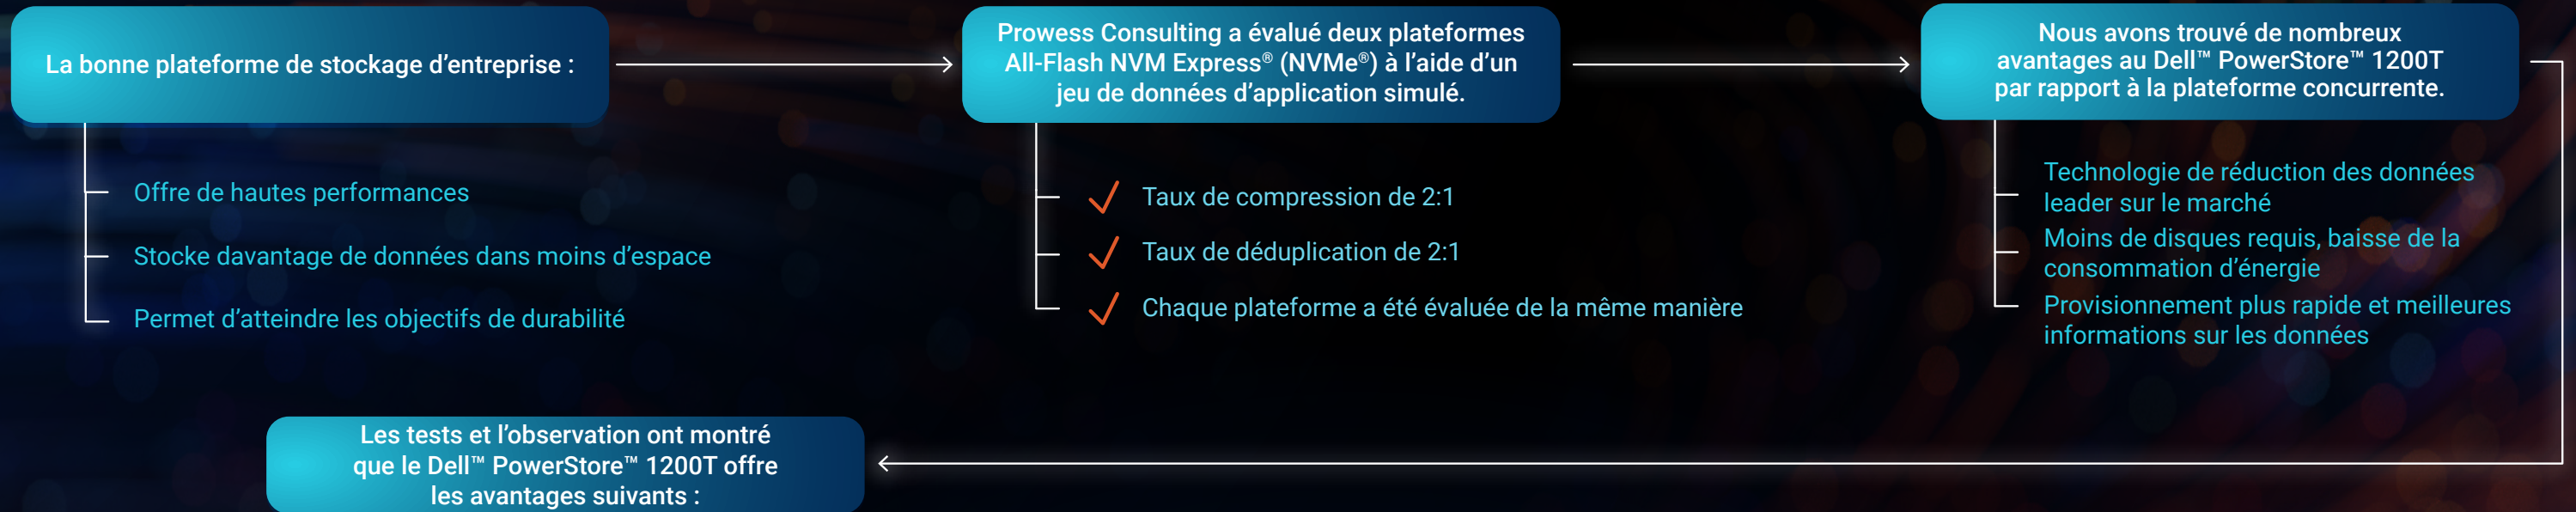 La bonne plateforme de stockage d’entreprise :
Offre de hautes performances
Stocke davantage de données dans moins d’espace
Permet d’atteindre les objectifs de durabilité
Prowess Consulting a évalué deux plateformes
All-Flash NVM Express® (NVMe®) à l’aide d’un
jeu de données d’application simulé.
Taux de compression de 2:1
Taux de déduplication de 2:1
Chaque plateforme a été évaluée de la même manière
Nous avons trouvé de nombreux
avantages au Dell™ PowerStore™ 1200T
par rapport à la plateforme concurrente.
Technologie de réduction des données
leader sur le marché
Moins de disques requis, baisse de la
consommation d’énergie
Provisionnement plus rapide et meilleures
informations sur les données
Les tests et l’observation ont montré
que le Dell™ PowerStore™ 1200T offre
les avantages suivants :